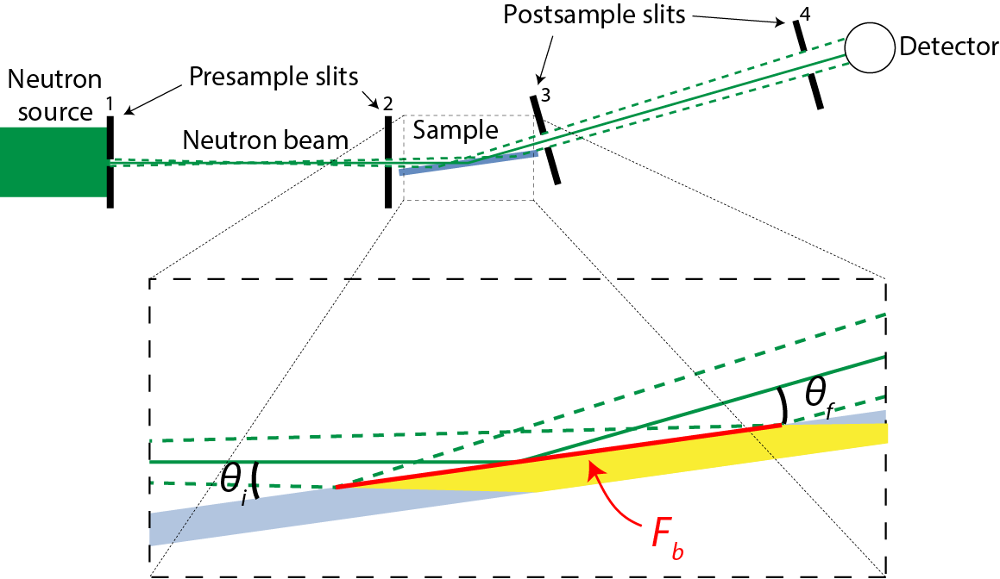 Postsample slits
4
Detector
Neutron
source
Presample slits
1
2
3
Neutron beam
Sample
θf
θi
Fb